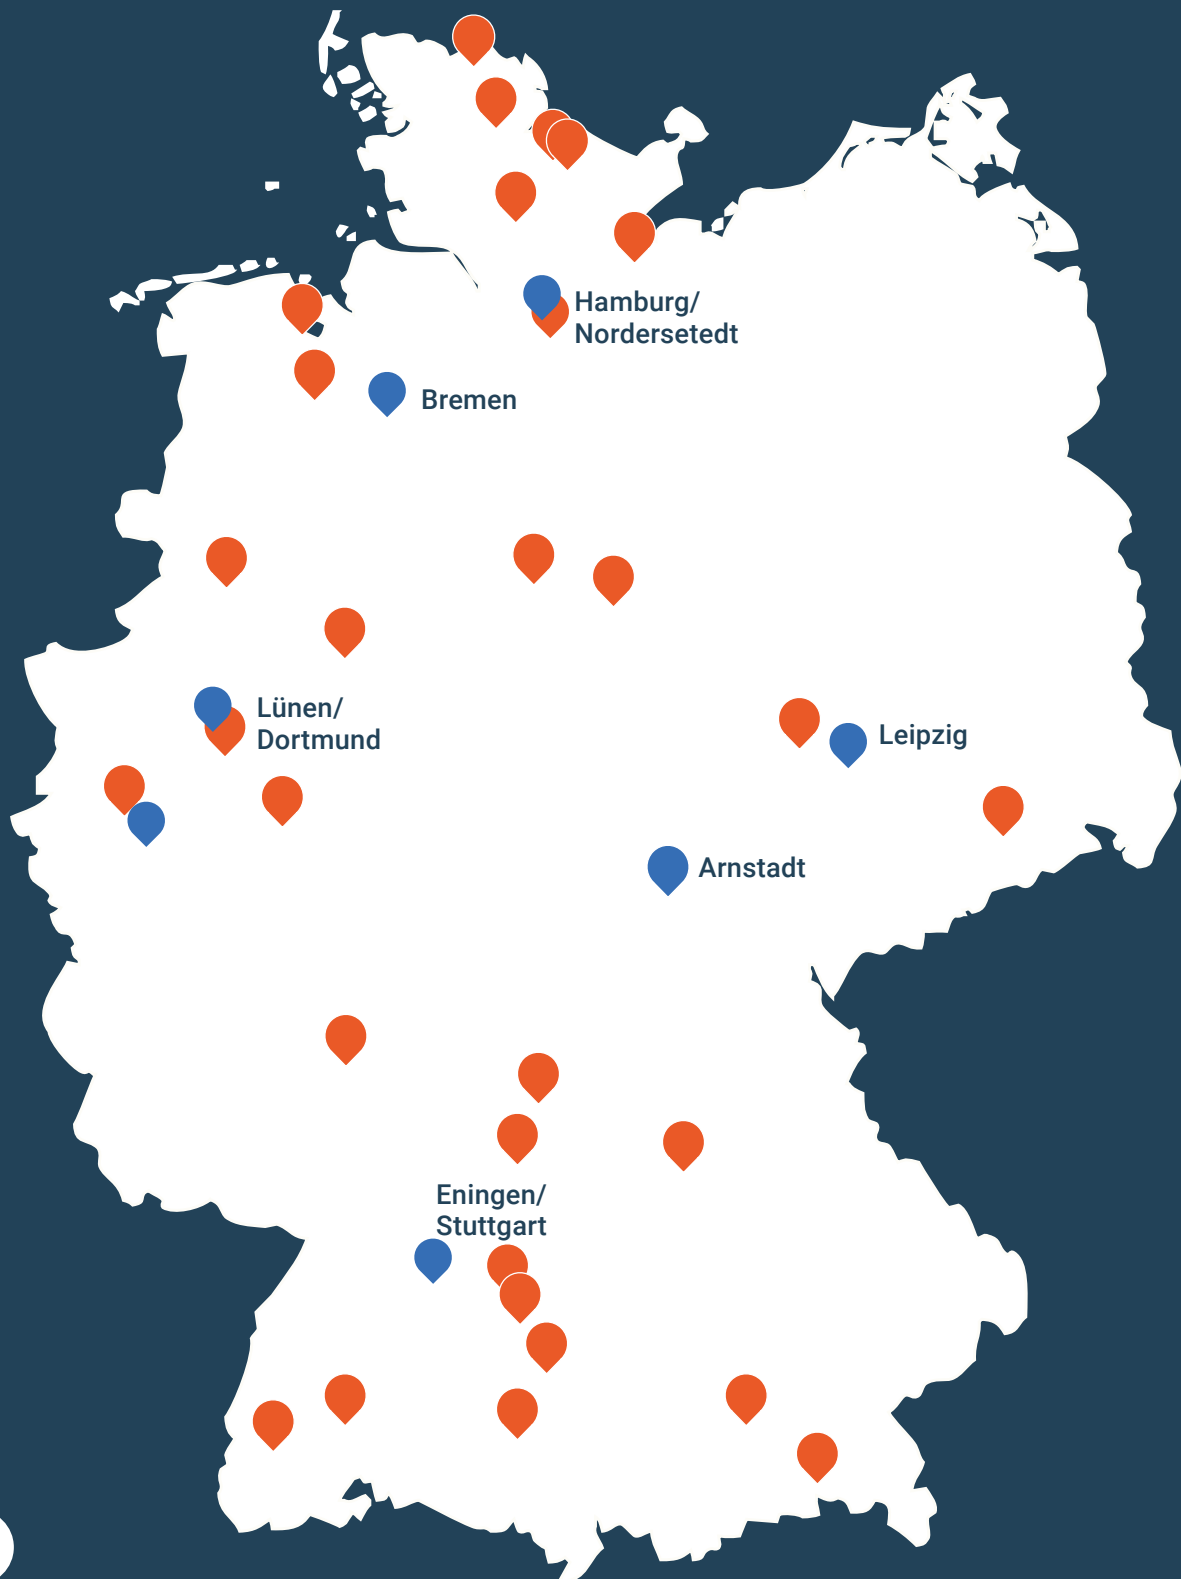 Hamburg/
Nordersetedt
Bremen
Lünen/
Dortmund
Leipzig
Arnstadt
Eningen/
Stuttgart